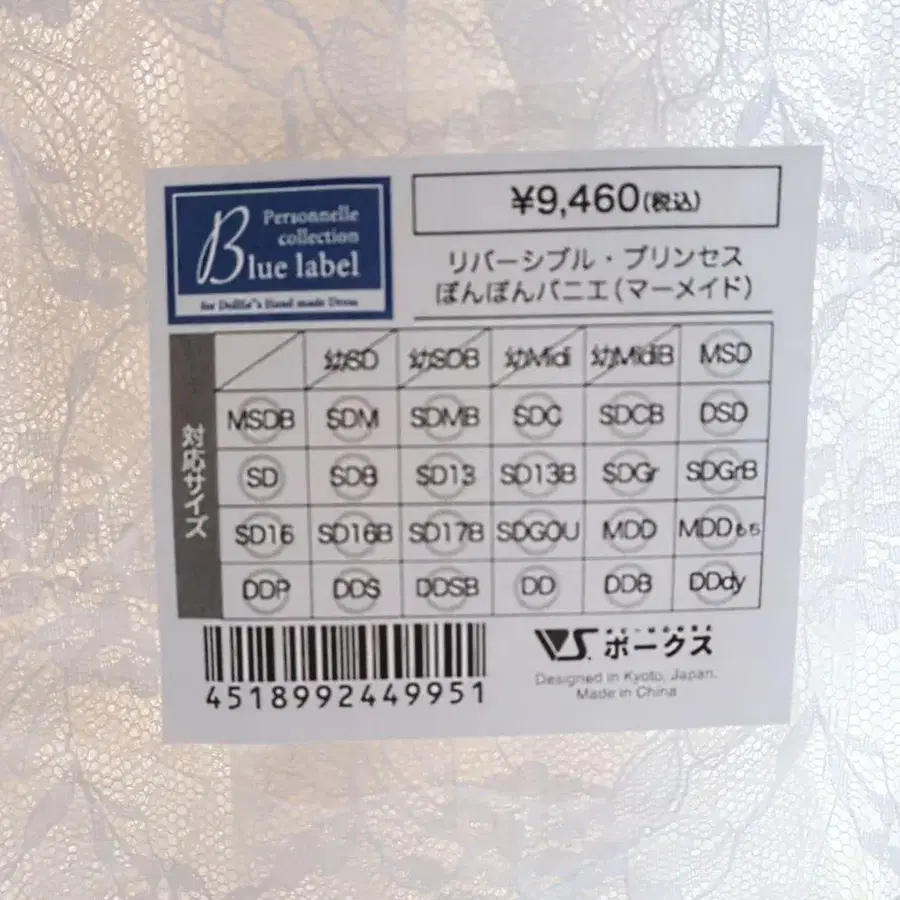 Personnelle
collection
Blue label
for Dollfie's Hand made Dress
¥9,460(税込)
リバーシブル・プリンセス
ぽんぽんパニエ(マーメイド)
対応サイズ
幼SD 幼SDB 幼Midi 幼MidiB MSD
MSDB SDM SDMB SDC SDCB DSD
SD SDB SD13 SD13B SDGr SDGrB
SD16 SD16B SD17B SDGOU MDD MDDもち
DDP DDS DDSB DD DDB DDdy
4518992449951
VS. ボークス
Designed in Kyoto, Japan.
Made in China